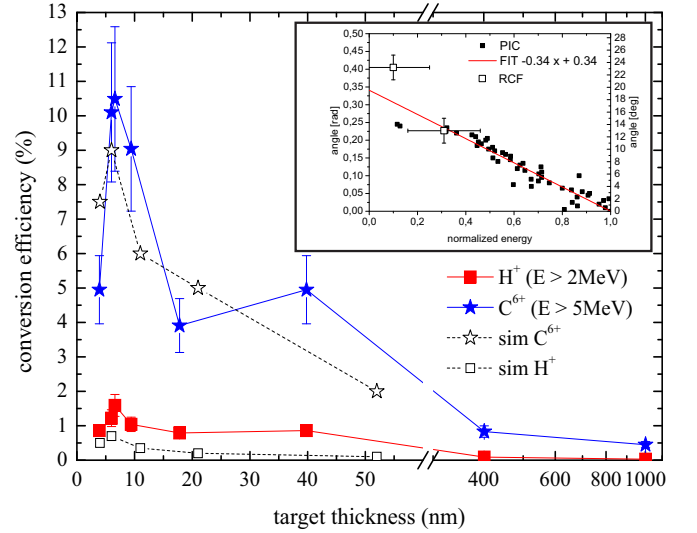 13
12
11
10
9
8
7
6
5
4
3
2
1
0
conversion efficiency (%)
0 10 20 30 40 50 400 600 800 1000
target thickness (nm)
H+ (E > 2MeV)
C6+ (E > 5MeV)
sim C6+
sim H+
0,50
0,45
0,40
0,35
0,30
0,25
0,20
0,15
0,10
0,05
0,00
angle [rad]
PIC
FIT -0.34 x + 0.34
RCF
28
26
24
22
20
18
16
14
12
10
8
6
4
2
0
angle [deg]
0,0 0,2 0,4 0,6 0,8 1,0
normalized energy